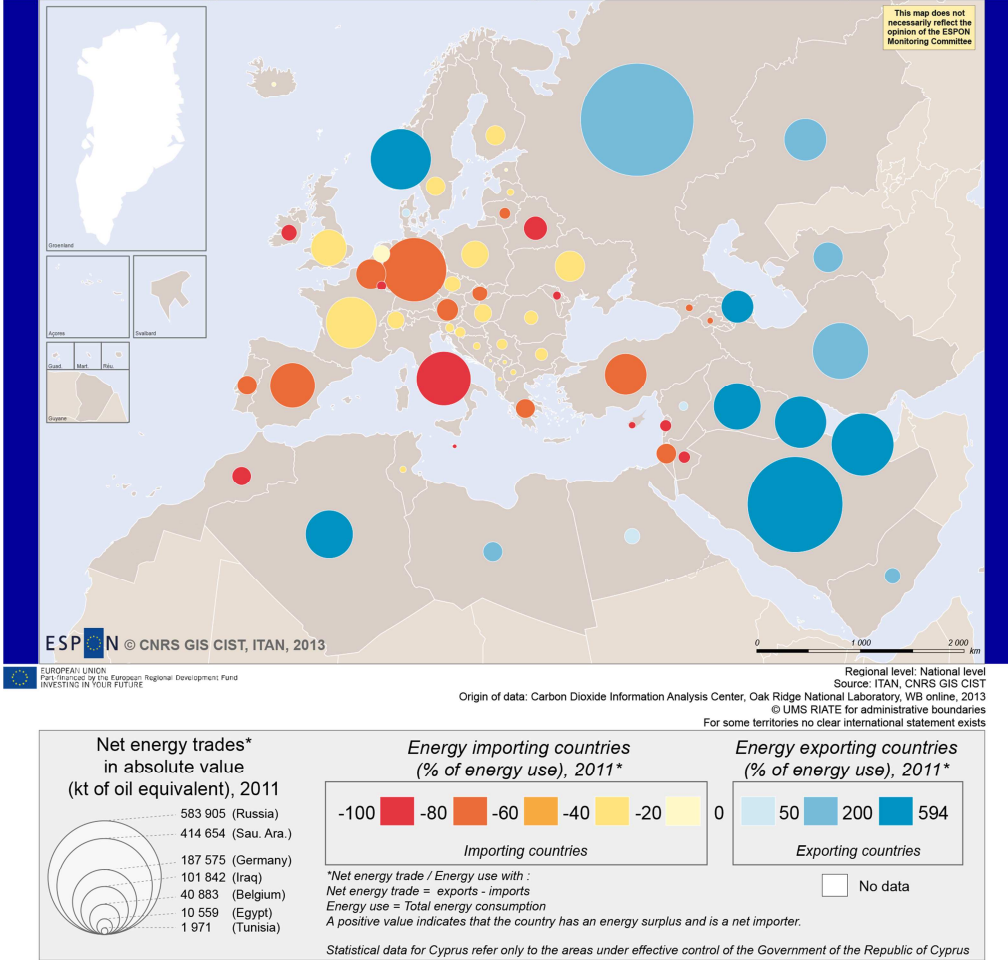 This map does not
necessarily reflect the
opinion of the ESPON
Monitoring Committee
Groenland
Açores
Svalbard
Guad.
Mart.
Réu.
Guyane
ESPON © CNRS GIS CIST, ITAN, 2013
0 1 000 2 000
km
EUROPEAN UNION
Part-financed by the European Regional Development Fund
INVESTING IN YOUR FUTURE
Regional level: National level
Source: ITAN, CNRS GIS CIST
Origin of data: Carbon Dioxide Information Analysis Center, Oak Ridge National Laboratory, WB online, 2013
© UMS RIATE for administrative boundaries
For some territories no clear international statement exists
Net energy trades*
in absolute value
(kt of oil equivalent), 2011
583 905 (Russia)
414 654 (Sau. Ara.)
187 575 (Germany)
101 842 (Iraq)
40 883 (Belgium)
10 559 (Egypt)
1 971 (Tunisia)
Energy importing countries
(% of energy use), 2011*
-100 -80 -60 -40 -20 0
Importing countries
Energy exporting countries
(% of energy use), 2011*
50 200 594
Exporting countries
*Net energy trade / Energy use with :
Net energy trade = exports - imports
Energy use = Total energy consumption
A positive value indicates that the country has an energy surplus and is a net importer.
No data
Statistical data for Cyprus refer only to the areas under effective control of the Government of the Republic of Cyprus